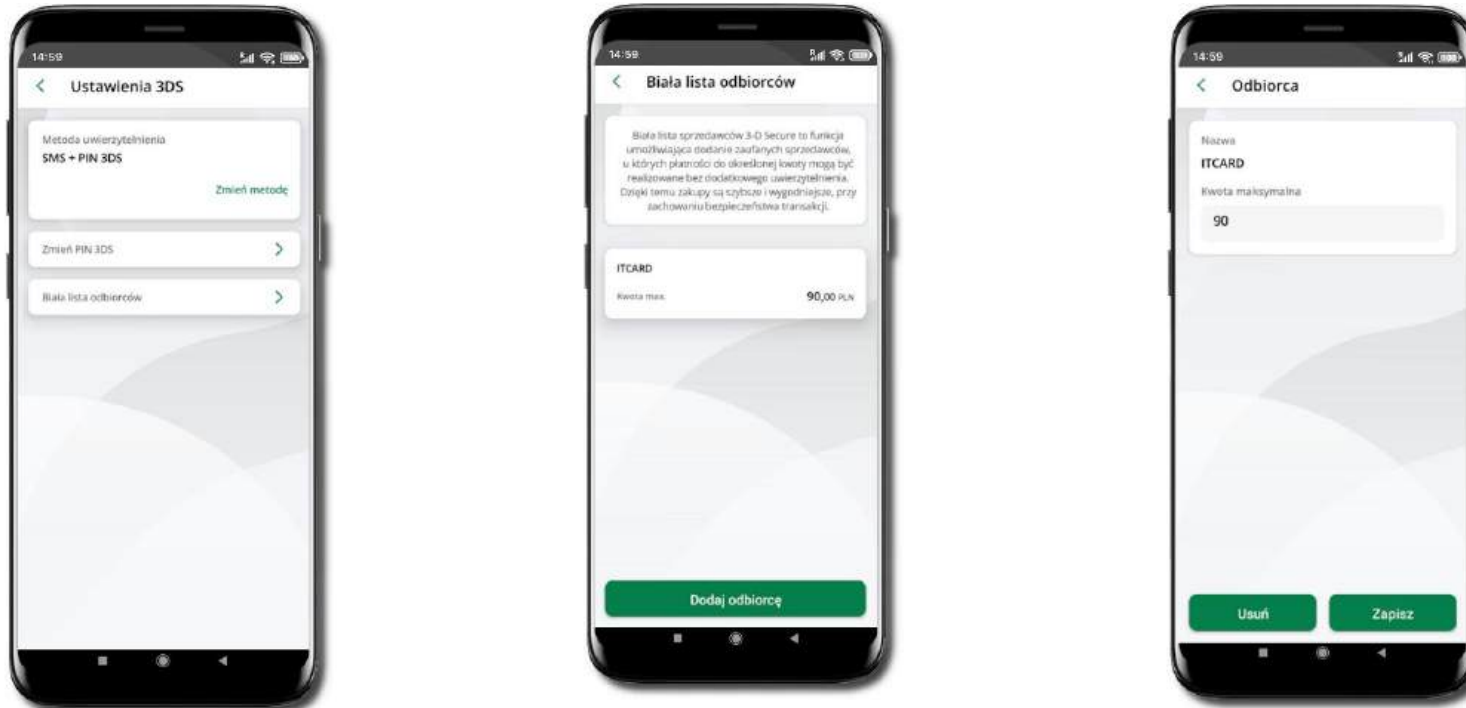 14:59
Ustawienia 3DS
Metoda uwierzytelnienia
SMS + PIN 3DS
Zmień metodę
Zmień PIN 3DS
Biała lista odbiorców
14:59
Biała lista odbiorców
Biała lista sprzedawców 3-D Secure to funkcja
umożliwiająca dodanie zaufanych sprzedawców,
u których płatności do określonej kwoty mogą być
realizowane bez dodatkowego uwierzytelnienia.
Dzięki temu zakupy są szybsze i wygodniejsze, przy
zachowaniu bezpieczeństwa transakcji.
ITCARD
Kwota max. 90,00 PLN
Dodaj odbiorcę
14:59
Odbiorca
Nazwa
ITCARD
Kwota maksymalna
90
Usuń Zapisz